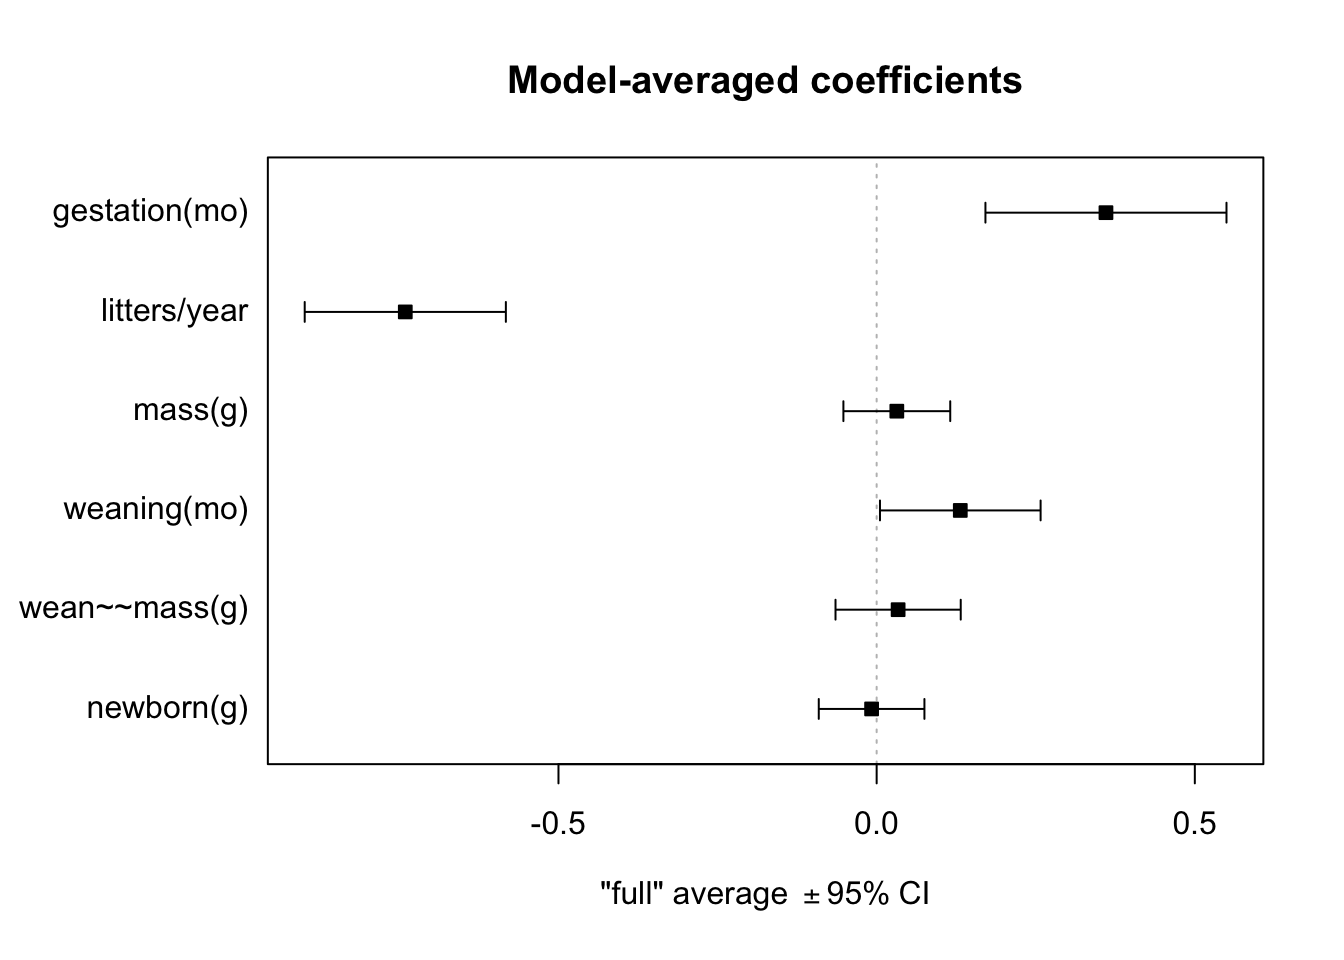 Model-averaged coefficients
gestation(mo)
litters/year
mass(g)
weaning(mo)
wean~~mass(g)
newborn(g)
-0.5 0.0 0.5
"full" average ± 95% CI